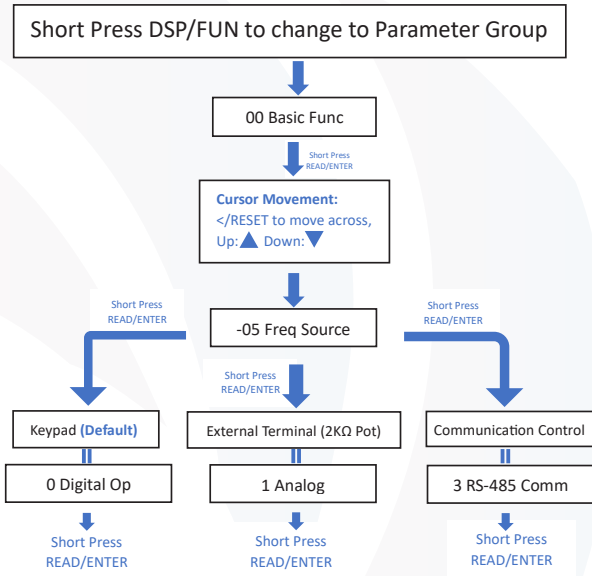 Short Press DSP/FUN to change to Parameter Group
00 Basic Func
Short Press
READ/ENTER
Cursor Movement:
</RESET to move across,
Up: Down:
Short Press
READ/ENTER
-05 Freq Source
Short Press
READ/ENTER
Short Press
READ/ENTER
Keypad (Default)
External Terminal (2KΩ Pot)
Communication Control
0 Digital Op
1 Analog
3 RS-485 Comm
Short Press
READ/ENTER
Short Press
READ/ENTER
Short Press
READ/ENTER